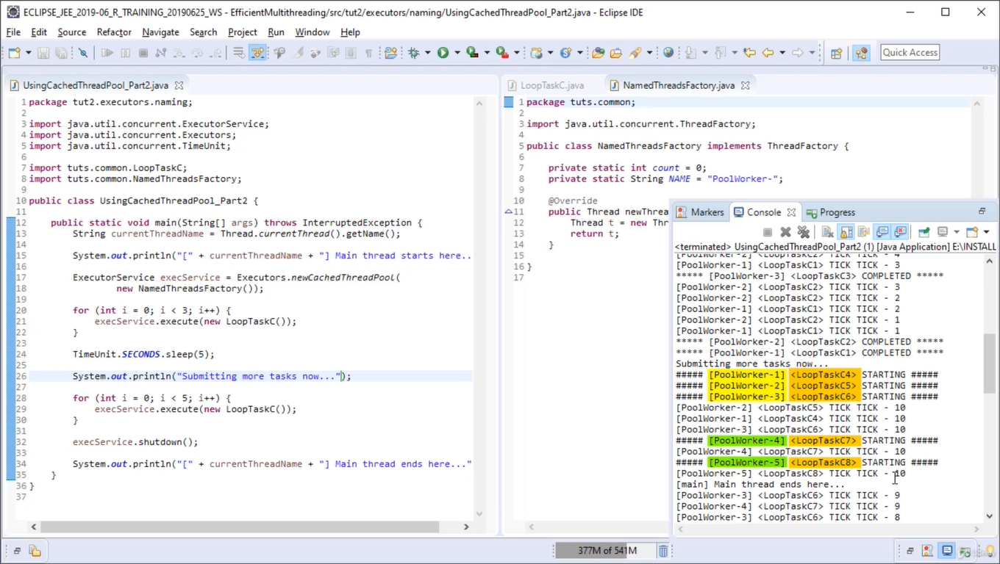 ECLIPSE_JEE_2019-06_R_TRAINING_20190625_WS - EfficientMultithreading/src/tut2/executors/naming/UsingCachedThreadPool_Part2.java - Eclipse IDE
File Edit Source Refactor Navigate Search Project Run Window Help
Quick Access
UsingCachedThreadPool_Part2.java
1 package tut2.executors.naming;
2
3 import java.util.concurrent.ExecutorService;
4 import java.util.concurrent.Executors;
5 import java.util.concurrent.TimeUnit;
6
7 import tuts.common.LoopTaskC;
8 import tuts.common.NamedThreadsFactory;
9
10 public class UsingCachedThreadPool_Part2 {
11
12 public static void main(String[] args) throws InterruptedException {
13 String currentThreadName = Thread.currentThread().getName();
14
15 System.out.println("[" + currentThreadName + "] Main thread starts here..
16
17 ExecutorService execService = Executors.newCachedThreadPool(
18 new NamedThreadsFactory());
19
20 for (int i = 0; i < 3; i++) {
21 execService.execute(new LoopTaskC());
22 }
23
24 TimeUnit.SECONDS.sleep(5);
25
26 System.out.println("Submitting more tasks now...");
27
28 for (int i = 0; i < 5; i++) {
29 execService.execute(new LoopTaskC());
30 }
31
32 execService.shutdown();
33
34 System.out.println("[" + currentThreadName + "] Main thread ends here..."
35 }
36 }
37
LoopTaskC.java NamedThreadsFactory.java
1 package tuts.common;
2
3 import java.util.concurrent.ThreadFactory;
4
5 public class NamedThreadsFactory implements ThreadFactory {
6
7 private static int count = 0;
8 private static String NAME = "PoolWorker-";
9
10 @Override
11 public Thread newThrea
12 Thread t = new Thr
13 return t;
14 }
15
16 }
17
Markers Console Progress
<terminated> UsingCachedThreadPool_Part2 (1) [Java Application] E:\INSTALL
[PoolWorker-2] <LoopTaskC2> TICK TICK - 4
[PoolWorker-1] <LoopTaskC1> TICK TICK - 3
***** [PoolWorker-3] <LoopTaskC3> COMPLETED *****
[PoolWorker-2] <LoopTaskC2> TICK TICK - 3
[PoolWorker-2] <LoopTaskC2> TICK TICK - 2
[PoolWorker-1] <LoopTaskC1> TICK TICK - 2
[PoolWorker-2] <LoopTaskC2> TICK TICK - 1
[PoolWorker-1] <LoopTaskC1> TICK TICK - 1
***** [PoolWorker-2] <LoopTaskC2> COMPLETED *****
***** [PoolWorker-1] <LoopTaskC1> COMPLETED *****
Submitting more tasks now...
##### [PoolWorker-1] <LoopTaskC4> STARTING #####
##### [PoolWorker-2] <LoopTaskC5> STARTING #####
##### [PoolWorker-3] <LoopTaskC6> STARTING #####
[PoolWorker-2] <LoopTaskC5> TICK TICK - 10
[PoolWorker-1] <LoopTaskC4> TICK TICK - 10
[PoolWorker-3] <LoopTaskC6> TICK TICK - 10
##### [PoolWorker-4] <LoopTaskC7> STARTING #####
[PoolWorker-4] <LoopTaskC7> TICK TICK - 10
##### [PoolWorker-5] <LoopTaskC8> STARTING #####
[PoolWorker-5] <LoopTaskC8> TICK TICK - 10
[main] Main thread ends here...
[PoolWorker-3] <LoopTaskC6> TICK TICK - 9
[PoolWorker-4] <LoopTaskC7> TICK TICK - 9
[PoolWorker-3] <LoopTaskC6> TICK TICK - 8
377M of 541M